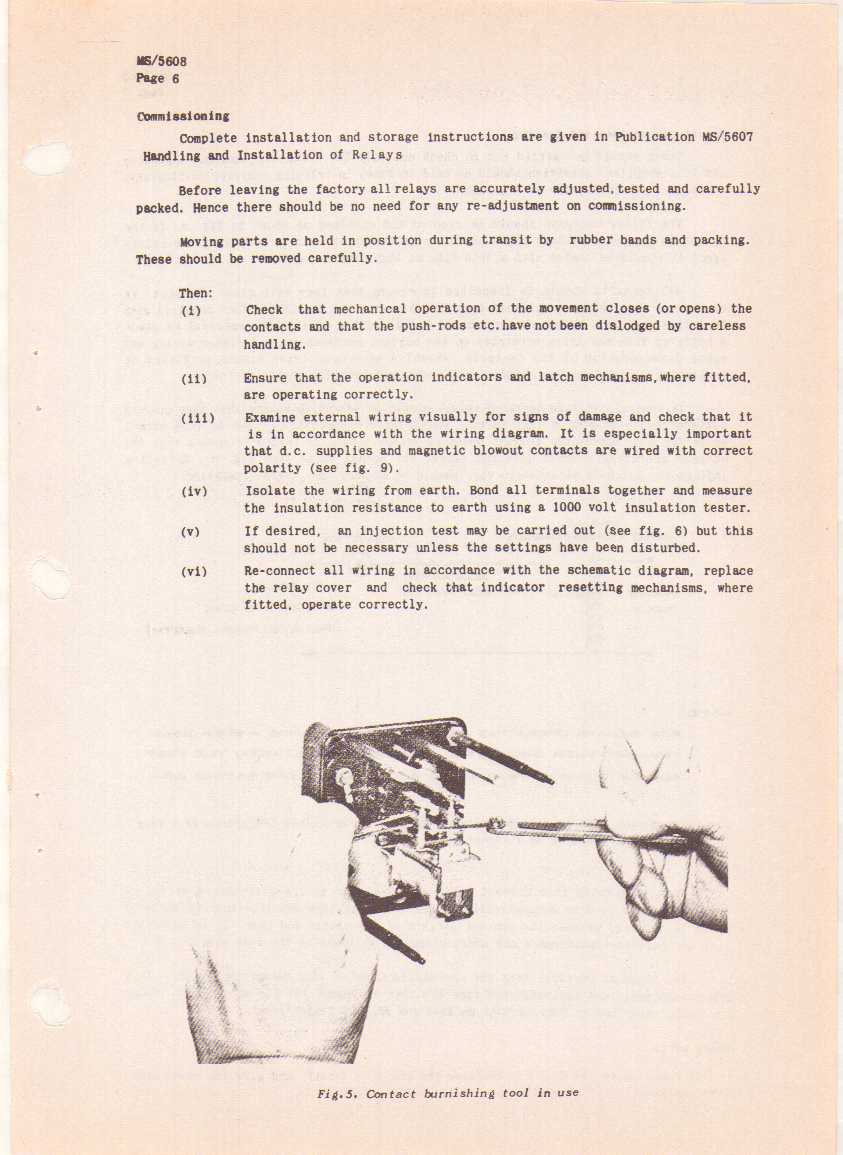 MS/5608
Page 6
Commissioning
Complete installation and storage instructions are given in Publication MS/5607
Handling and Installation of Relays
Before leaving the factory all relays are accurately adjusted, tested and carefully
packed. Hence there should be no need for any re-adjustment on commissioning.
Moving parts are held in position during transit by rubber bands and packing.
These should be removed carefully.
Then:
(i) Check that mechanical operation of the movement closes (or opens) the
contacts and that the push-rods etc. have not been dislodged by careless
handling.
(ii) Ensure that the operation indicators and latch mechanisms, where fitted,
are operating correctly.
(iii) Examine external wiring visually for signs of damage and check that it
is in accordance with the wiring diagram. It is especially important
that d.c. supplies and magnetic blowout contacts are wired with correct
polarity (see fig. 9).
(iv) Isolate the wiring from earth. Bond all terminals together and measure
the insulation resistance to earth using a 1000 volt insulation tester.
(v) If desired, an injection test may be carried out (see fig. 6) but this
should not be necessary unless the settings have been disturbed.
(vi) Re-connect all wiring in accordance with the schematic diagram, replace
the relay cover and check that indicator resetting mechanisms, where
fitted, operate correctly.
Fig.5. Contact burnishing tool in use